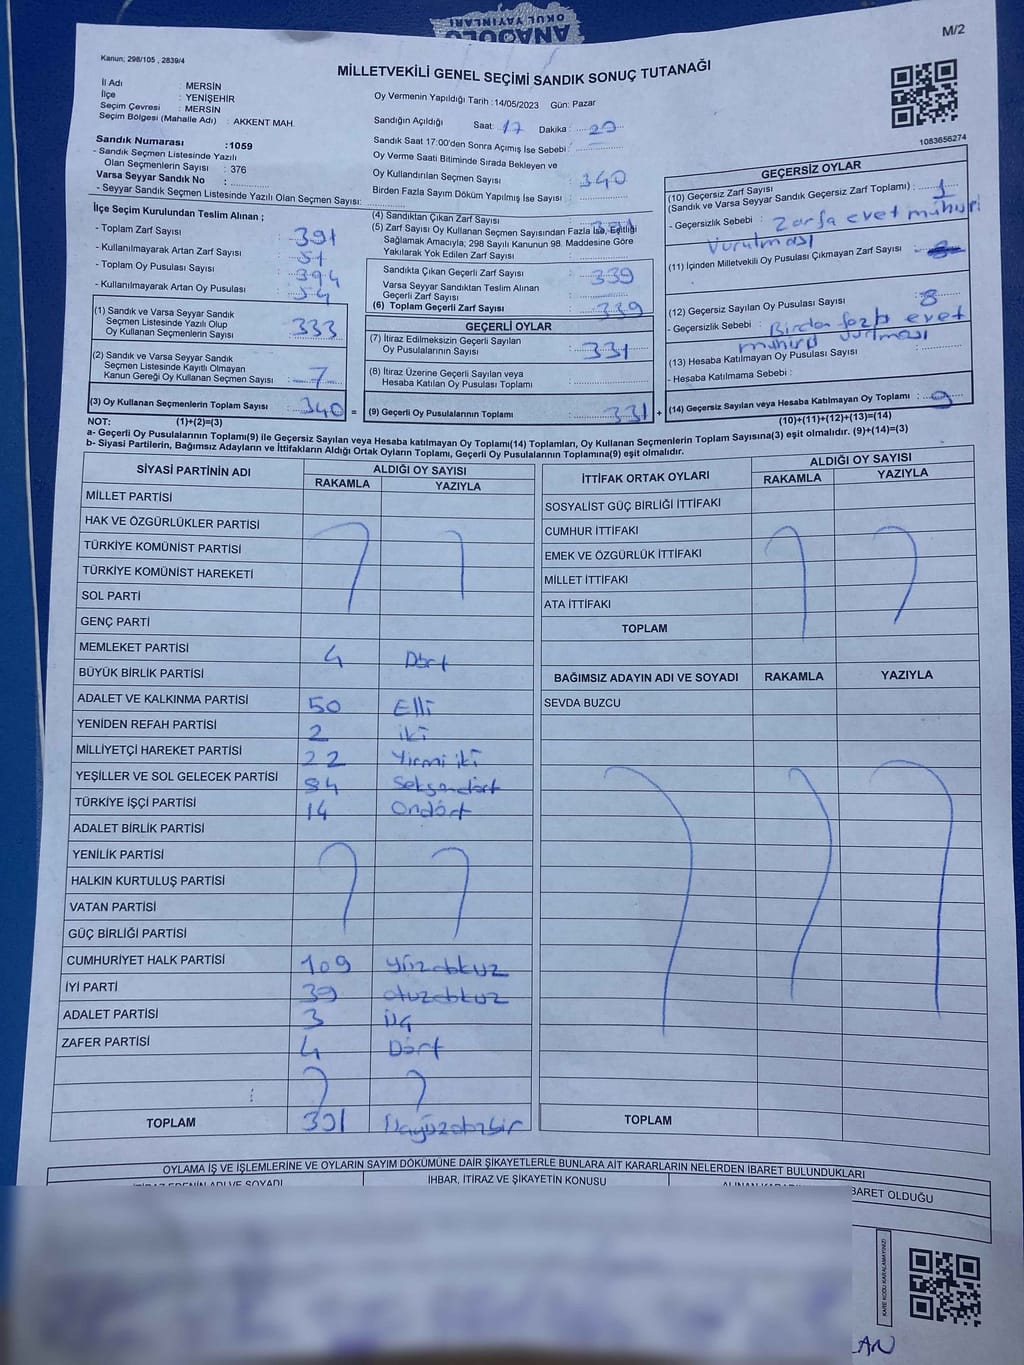 ANADOLU
OKUL YAYINLARI
M/2
Kanun; 298/105 , 2839/4
MİLLETVEKİLİ GENEL SEÇİMİ SANDIK SONUÇ TUTANAĞI
İl Adı : MERSİN
İlçe : YENİŞEHİR
Seçim Çevresi : MERSİN
Seçim Bölgesi (Mahalle Adı) : AKKENT MAH.
Sandık Numarası :1059
- Sandık Seçmen Listesinde Yazılı
Olan Seçmenlerin Sayısı : 376
Varsa Seyyar Sandık No :
- Seyyar Sandık Seçmen Listesinde Yazılı Olan Seçmen Sayısı:
Oy Vermenin Yapıldığı Tarih :14/05/2023 Gün: Pazar
Sandığın Açıldığı Saat: 17 Dakika:
Sandık Saat 17:00'den Sonra Açımış İse Sebebi :
Oy Verme Saati Bitiminde Sırada Bekleyen ve
Oy Kullandırılan Seçmen Sayısı : 340
Birden Fazla Sayım Döküm Yapılmış İse Sayısı :
1083656274
İlçe Seçim Kurulundan Teslim Alınan ;
- Toplam Zarf Sayısı : 391
- Kullanılmayarak Artan Zarf Sayısı : 51
- Toplam Oy Pusulası Sayısı : 394
- Kullanılmayarak Artan Oy Pusulası : 54
(1) Sandık ve Varsa Seyyar Sandık
Seçmen Listesinde Yazılı Olup
Oy Kullanan Seçmenlerin Sayısı : 333
(2) Sandık ve Varsa Seyyar Sandık
Seçmen Listesinde Kayıtlı Olmayan
Kanun Gereği Oy Kullanan Seçmen Sayısı : 7
(3) Oy Kullanan Seçmenlerin Toplam Sayısı : 340 =
(4) Sandıktan Çıkan Zarf Sayısı :
(5) Zarf Sayısı Oy Kullanan Seçmen Sayısından Fazla İse, Eşitliği
Sağlamak Amacıyla; 298 Sayılı Kanunun 98. Maddesine Göre
Yakılarak Yok Edilen Zarf Sayısı :
Sandıkta Çıkan Geçerli Zarf Sayısı : 339
Varsa Seyyar Sandıktan Teslim Alınan
Geçerli Zarf Sayısı :
(6) Toplam Geçerli Zarf Sayısı : 339
GEÇERLİ OYLAR
(7) İtiraz Edilmeksizin Geçerli Sayılan
Oy Pusulalarının Sayısı : 331
(8) İtiraz Üzerine Geçerli Sayılan veya
Hesaba Katılan Oy Pusulası Toplamı :
(9) Geçerli Oy Pusulalarının Toplamı : 331 +
GEÇERSİZ OYLAR
(10) Geçersiz Zarf Sayısı
(Sandık ve Varsa Seyyar Sandık Geçersiz Zarf Toplamı) : 1
- Geçersizlik Sebebi : Zarfa evet mühürü
Vurulması
(11) İçinden Milletvekili Oy Pusulası Çıkmayan Zarf Sayısı :
(12) Geçersiz Sayılan Oy Pusulası Sayısı : 8
- Geçersizlik Sebebi : Birden fazla evet
mühürü vurulması
(13) Hesaba Katılmayan Oy Pusulası Sayısı :
- Hesaba Katılmama Sebebi :
(14) Geçersiz Sayılan veya Hesaba Katılmayan Oy Toplamı : 9
NOT: (1)+(2)=(3) (10)+(11)+(12)+(13)=(14)
a- Geçerli Oy Pusulalarının Toplamı(9) ile Geçersiz Sayılan veya Hesaba katılmayan Oy Toplamı(14) Toplamları, Oy Kullanan Seçmenlerin Toplam Sayısına(3) eşit olmalıdır. (9)+(14)=(3)
b- Siyasi Partilerin, Bağımsız Adayların ve İttifakların Aldığı Ortak Oyların Toplamı, Geçerli Oy Pusulalarının Toplamına(9) eşit olmalıdır.
SİYASİ PARTİNİN ADI ALDIĞI OY SAYISI
RAKAMLA YAZIYLA
MİLLET PARTİSİ
HAK VE ÖZGÜRLÜKLER PARTİSİ
TÜRKİYE KOMÜNİST PARTİSİ
TÜRKİYE KOMÜNİST HAREKETİ
SOL PARTİ
GENÇ PARTİ
MEMLEKET PARTİSİ 4 Dört
BÜYÜK BİRLİK PARTİSİ
ADALET VE KALKINMA PARTİSİ 50 Elli
YENİDEN REFAH PARTİSİ 2 iki
MİLLİYETÇİ HAREKET PARTİSİ 22 Yirmi iki
YEŞİLLER VE SOL GELECEK PARTİSİ 84 Seksendört
TÜRKİYE İŞÇİ PARTİSİ 14 Ondört
ADALET BİRLİK PARTİSİ
YENİLİK PARTİSİ
HALKIN KURTULUŞ PARTİSİ
VATAN PARTİSİ
GÜÇ BİRLİĞİ PARTİSİ
CUMHURİYET HALK PARTİSİ 109 yüzdokuz
İYİ PARTİ 39 otuzdokuz
ADALET PARTİSİ 3 üç
ZAFER PARTİSİ 4 Dört
TOPLAM 331 Üçyüzotuzbir
İTTİFAK ORTAK OYLARI ALDIĞI OY SAYISI
RAKAMLA YAZIYLA
SOSYALİST GÜÇ BİRLİĞİ İTTİFAKI
CUMHUR İTTİFAKI
EMEK VE ÖZGÜRLÜK İTTİFAKI
MİLLET İTTİFAKI
ATA İTTİFAKI
TOPLAM
BAĞIMSIZ ADAYIN ADI VE SOYADI RAKAMLA YAZIYLA
SEVDA BUZCU
TOPLAM
OYLAMA İŞ VE İŞLEMLERİNE VE OYLARIN SAYIM DÖKÜMÜNE DAİR ŞİKAYETLERLE BUNLARA AİT KARARLARIN NELERDEN İBARET BULUNDUKLARI
İTİRAZ EDENİN ADI VE SOYADI İHBAR, İTİRAZ VE ŞİKAYETİN KONUSU BARET OLDUĞU
KARE KODU KARALAMAYINIZ!
LAN